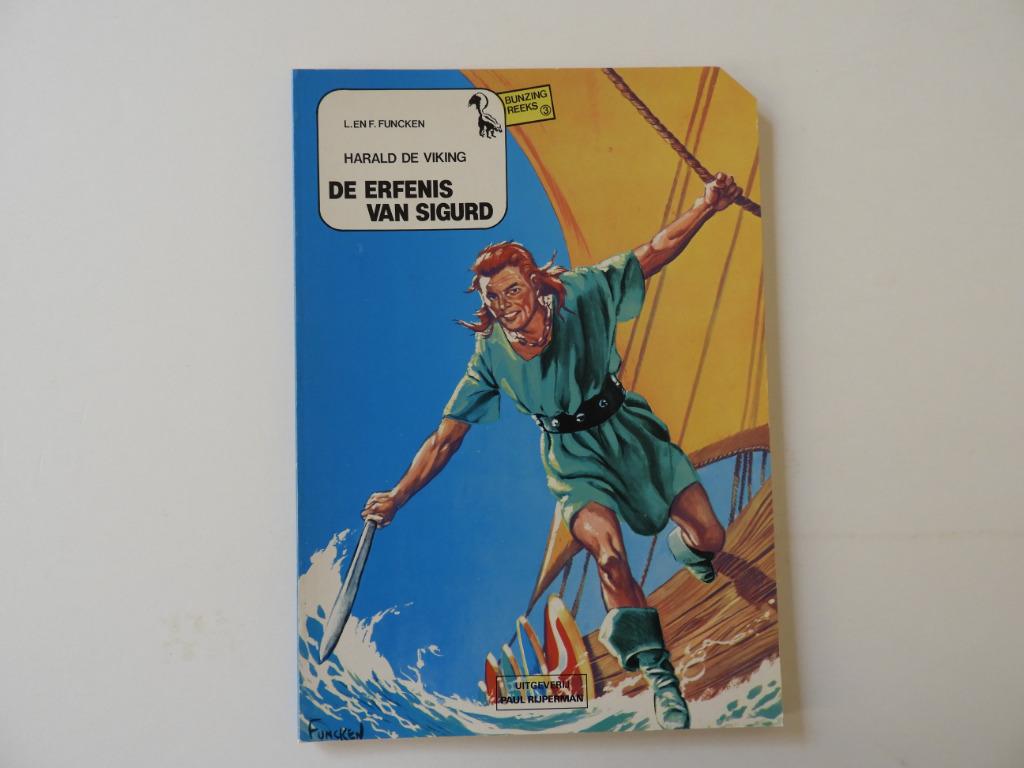 L. EN F. FUNCKEN
BUNZING
REEKS 3
HARALD DE VIKING
DE ERFENIS
VAN SIGURD
UITGEVERIJ
PAUL RIJPERMAN
FUNCKEN